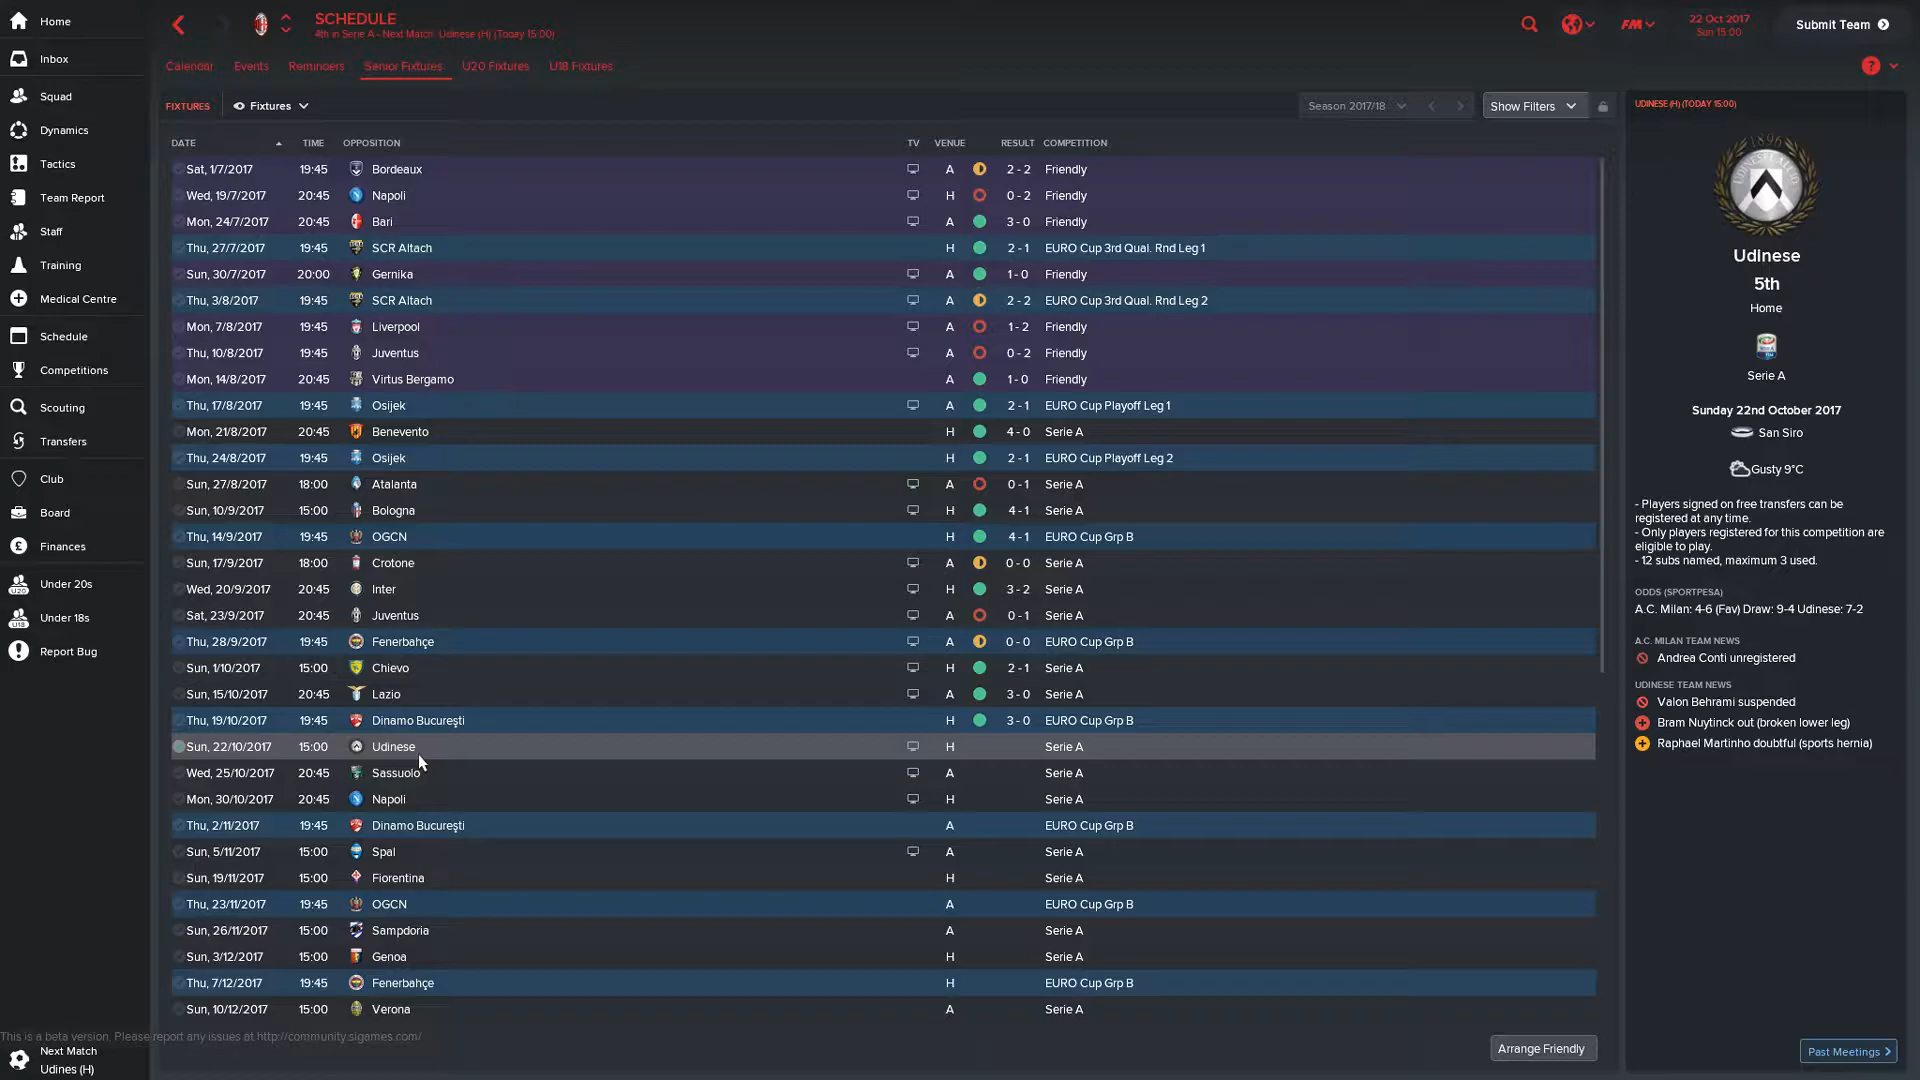 Home
Inbox
Squad
Dynamics
Tactics
Team Report
Staff
Training
Medical Centre
Schedule
Competitions
Scouting
Transfers
Club
Board
Finances
Under 20s
Under 18s
Report Bug
SCHEDULE
4th in Serie A - Next Match: Udinese (H) (Today 15:00)
FM
22 Oct 2017
Sun 15:00
Submit Team
Calendar Events Reminders Senior Fixtures U20 Fixtures U18 Fixtures
?
FIXTURES Fixtures Season 2017/18 Show Filters
DATE TIME OPPOSITION TV VENUE RESULT COMPETITION
Sat, 1/7/2017 19:45 Bordeaux A 2 - 2 Friendly
Wed, 19/7/2017 20:45 Napoli H 0 - 2 Friendly
Mon, 24/7/2017 20:45 Bari A 3 - 0 Friendly
Thu, 27/7/2017 19:45 SCR Altach H 2 - 1 EURO Cup 3rd Qual. Rnd Leg 1
Sun, 30/7/2017 20:00 Gernika A 1 - 0 Friendly
Thu, 3/8/2017 19:45 SCR Altach A 2 - 2 EURO Cup 3rd Qual. Rnd Leg 2
Mon, 7/8/2017 19:45 Liverpool A 1 - 2 Friendly
Thu, 10/8/2017 19:45 Juventus A 0 - 2 Friendly
Mon, 14/8/2017 20:45 Virtus Bergamo A 1 - 0 Friendly
Thu, 17/8/2017 19:45 Osijek A 2 - 1 EURO Cup Playoff Leg 1
Mon, 21/8/2017 20:45 Benevento H 4 - 0 Serie A
Thu, 24/8/2017 19:45 Osijek H 2 - 1 EURO Cup Playoff Leg 2
Sun, 27/8/2017 18:00 Atalanta A 0 - 1 Serie A
Sun, 10/9/2017 15:00 Bologna H 4 - 1 Serie A
Thu, 14/9/2017 19:45 OGCN H 4 - 1 EURO Cup Grp B
Sun, 17/9/2017 18:00 Crotone A 0 - 0 Serie A
Wed, 20/9/2017 20:45 Inter H 3 - 2 Serie A
Sat, 23/9/2017 20:45 Juventus A 0 - 1 Serie A
Thu, 28/9/2017 19:45 Fenerbahçe A 0 - 0 EURO Cup Grp B
Sun, 1/10/2017 15:00 Chievo H 2 - 1 Serie A
Sun, 15/10/2017 20:45 Lazio A 3 - 0 Serie A
Thu, 19/10/2017 19:45 Dinamo Bucureşti H 3 - 0 EURO Cup Grp B
Sun, 22/10/2017 15:00 Udinese H Serie A
Wed, 25/10/2017 20:45 Sassuolo A Serie A
Mon, 30/10/2017 20:45 Napoli H Serie A
Thu, 2/11/2017 19:45 Dinamo Bucureşti A EURO Cup Grp B
Sun, 5/11/2017 15:00 Spal A Serie A
Sun, 19/11/2017 15:00 Fiorentina H Serie A
Thu, 23/11/2017 19:45 OGCN A EURO Cup Grp B
Sun, 26/11/2017 15:00 Sampdoria A Serie A
Sun, 3/12/2017 15:00 Genoa H Serie A
Thu, 7/12/2017 19:45 Fenerbahçe H EURO Cup Grp B
Sun, 10/12/2017 15:00 Verona A Serie A
Arrange Friendly
UDINESE (H) (TODAY 15:00)
1896
Udinese
5th
Home
Serie A
Sunday 22nd October 2017
San Siro
Gusty 9°C
- Players signed on free transfers can be
registered at any time.
- Only players registered for this competition are
eligible to play.
- 12 subs named, maximum 3 used.
ODDS (SPORTPESA)
A.C. Milan: 4-6 (Fav) Draw: 9-4 Udinese: 7-2
A.C. MILAN TEAM NEWS
Andrea Conti unregistered
UDINESE TEAM NEWS
Valon Behrami suspended
Bram Nuytinck out (broken lower leg)
Raphael Martinho doubtful (sports hernia)
Past Meetings
This is a beta version. Please report any issues at http://community.sigames.com/
Next Match
Udines (H)